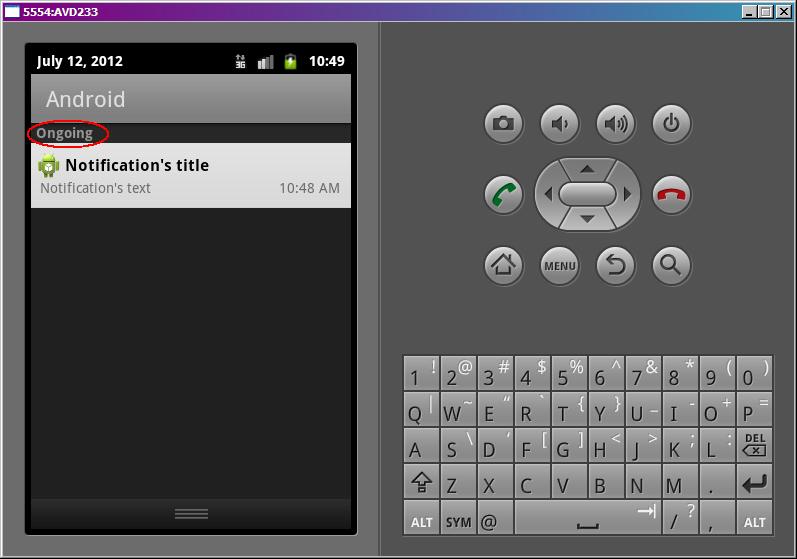 5554:AVD233
July 12, 2012 3G 10:49
Android
Ongoing
Notification's title
Notification's text 10:48 AM
MENU
1 ! 2 @ 3 # 4 $ 5 % 6 ^ 7 & 8 * 9 ( 0 )
Q | W ~ E “ R ` T { Y } U _ I - O + P =
A S \ D ‘ F [ G ] H < J > K ; L : DEL
Z X C V B N M .
ALT SYM @ / ? , ALT